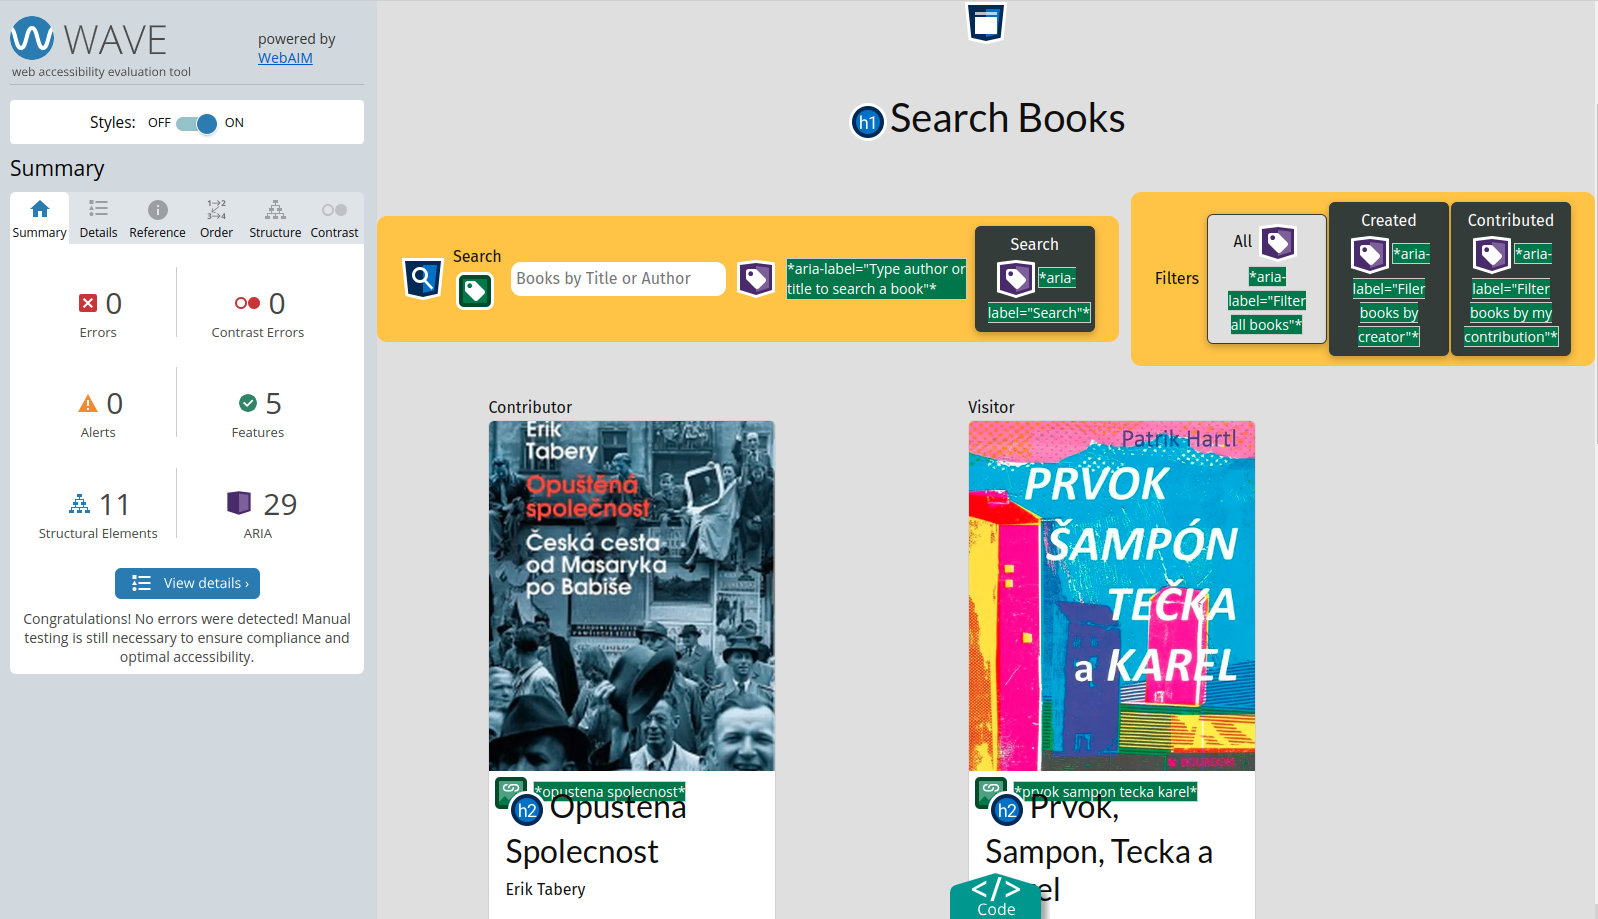 WAVE
powered by
WebAIM
web accessibility evaluation tool
Styles: OFF ON
Summary
Summary Details Reference Order Structure Contrast
0
Errors
0
Contrast Errors
0
Alerts
5
Features
11
Structural Elements
29
ARIA
View details ›
Congratulations! No errors were detected! Manual
testing is still necessary to ensure compliance and
optimal accessibility.
h1 Search Books
Search
Books by Title or Author
*aria-label="Type author or
title to search a book"*
Search
*aria-
label="Search"*
Filters
All
*aria-
label="Filter
all books"*
Created
*aria-
label="Filer
books by
creator"*
Contributed
*aria-
label="Filter
books by my
contribution"*
Contributor
Erik
Tabery
Opuštěná
společnost
Česká cesta
od Masaryka
po Babiše
*opustena spolecnost*
h2 Opustena
Spolecnost
Erik Tabery
Visitor
Patrik Hartl
PRVOK
ŠAMPÓN
TEČKA
a KAREL
BOURDON
*prvok sampon tecka karel*
h2 Prvok,
Sampon, Tecka a
el
</> 
Code